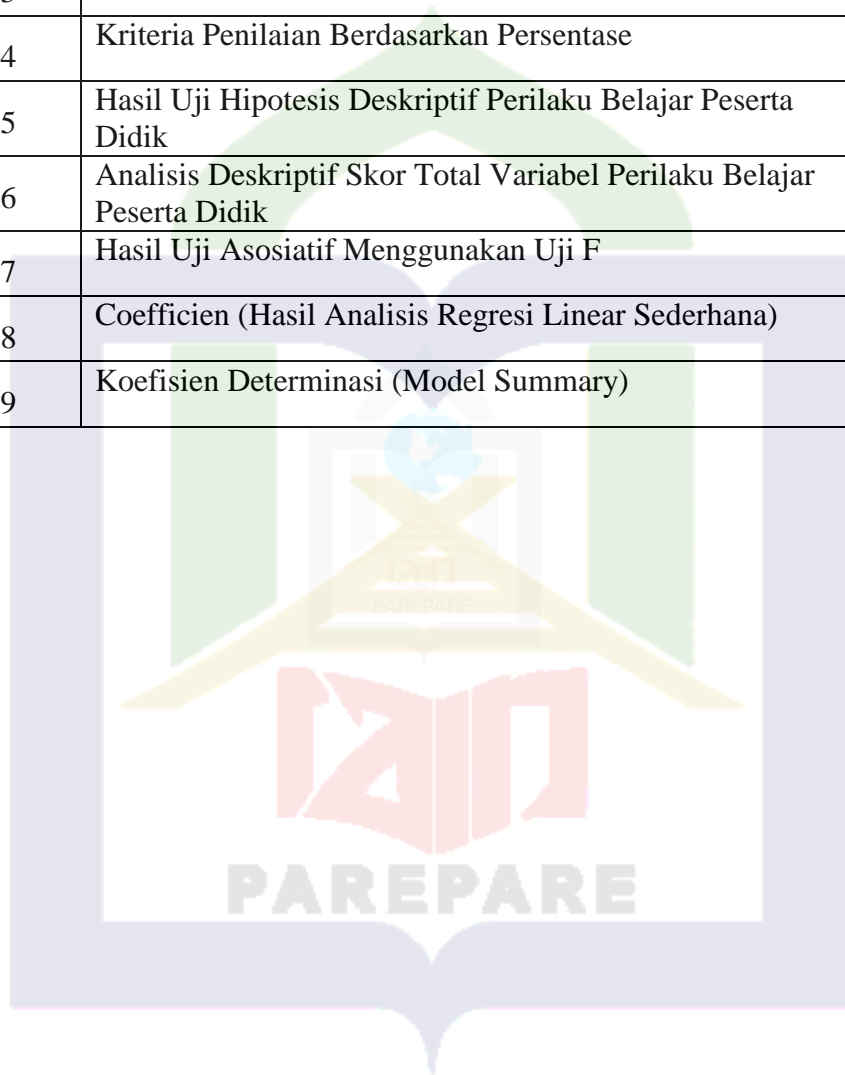 4
Kriteria Penilaian Berdasarkan Persentase
5
Hasil Uji Hipotesis Deskriptif Perilaku Belajar Peserta
Didik
6
Analisis Deskriptif Skor Total Variabel Perilaku Belajar
Peserta Didik
7
Hasil Uji Asosiatif Menggunakan Uji F
8
Coefficien (Hasil Analisis Regresi Linear Sederhana)
9
Koefisien Determinasi (Model Summary)
iain
PAREPARE
iain
PAREPARE